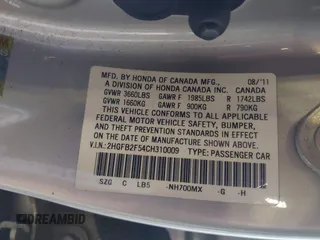 MFD. BY HONDA OF CANADA MFG., 08/'11
A DIVISION OF HONDA CANADA INC. CANADA
GVWR 3660LBS GAWR F 1985LBS R 1742LBS
GVWR 1660KG GAWR F 900KG R 790KG
THIS VEHICLE CONFORMS TO ALL APPLICABLE
FEDERAL MOTOR VEHICLE SAFETY, BUMPER,
AND THEFT PREVENTION STANDARDS IN EFFECT
ON THE DATE OF MANUFACTURE SHOWN ABOVE.
V.I.N.:2HGFB2F54CH310009 TYPE: PASSENGER CAR
SZG C LB5 -NH700MX -G -H
DREAMBID